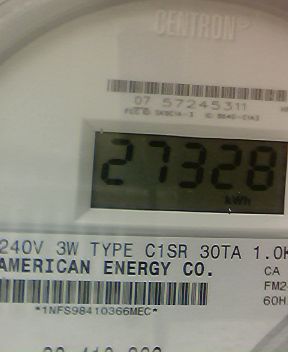 CENTRON®
07 57245311
27328
kWh
240V 3W TYPE C1SR 30TA 1.0K
AMERICAN ENERGY CO.
CA
FM2
60H
*1NFS98410366MEC*